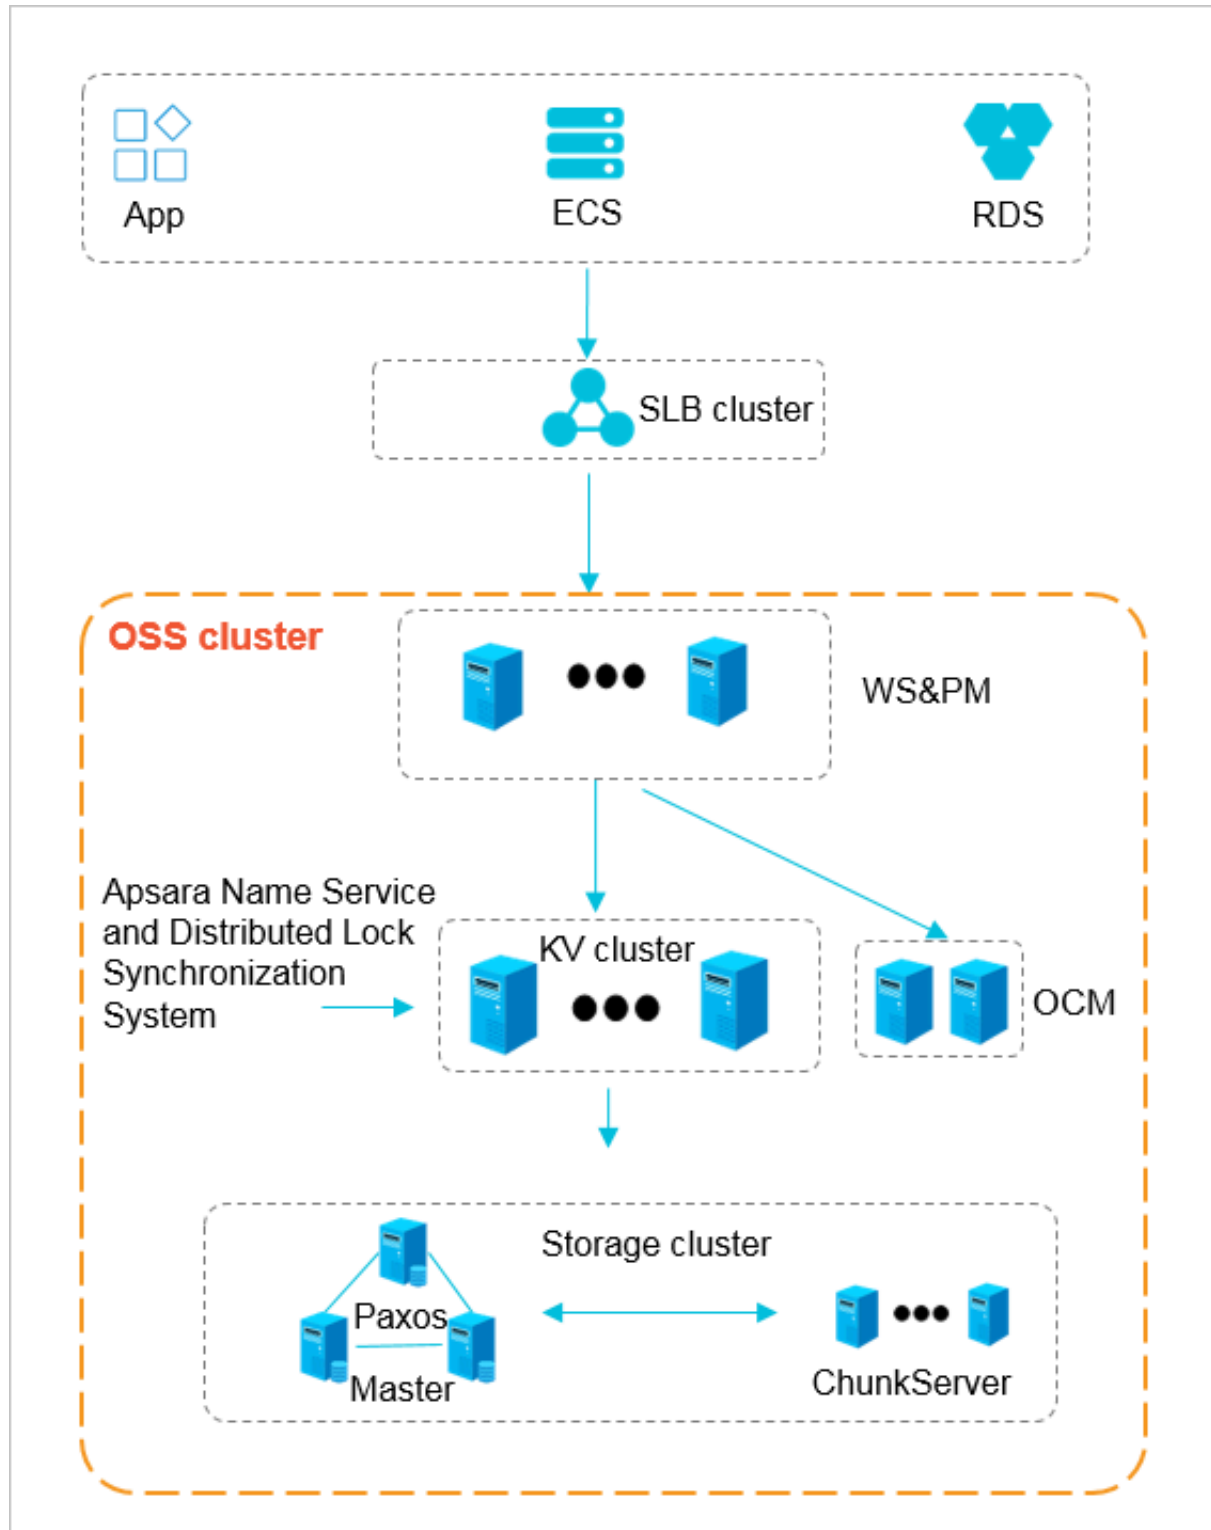 App
ECS
RDS
SLB cluster
OSS cluster
WS&PM
Apsara Name Service
and Distributed Lock
Synchronization
System
KV cluster
OCM
Storage cluster
Paxos
Master
ChunkServer